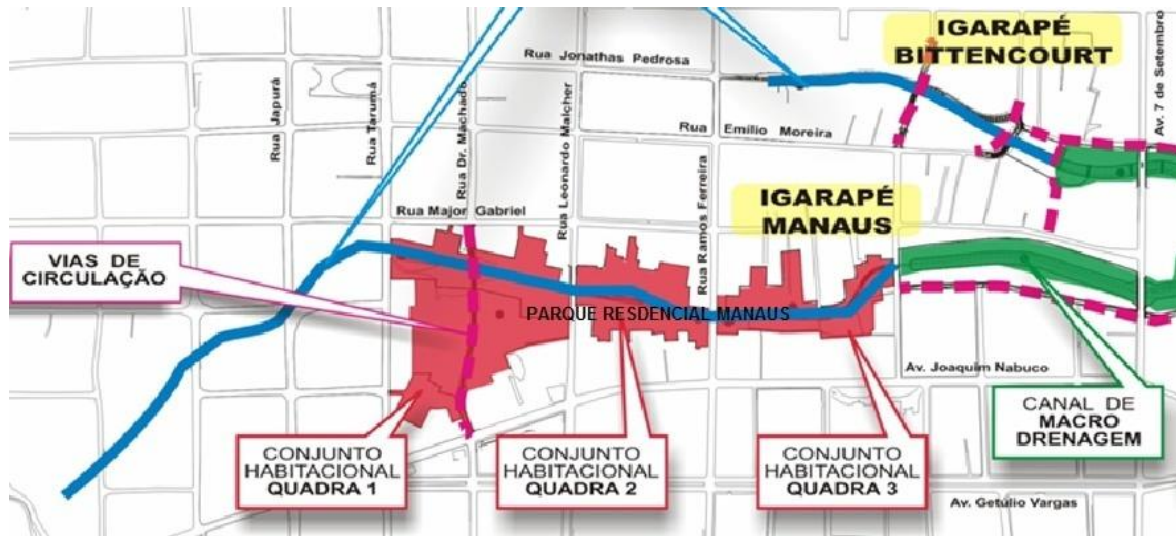 IGARAPÉ
BITTENCOURT
Rua Jonathas Pedrosa
Av. 7 de Setembro
Rua Japurá
Rua Tarumá
Rua Dr. Machado
Rua Leonardo Malcher
Rua Emílio Moreira
Rua Ramos Ferreira
IGARAPÉ
MANAUS
Rua Major Gabriel
VIAS DE
CIRCULAÇÃO
PARQUE RESDENCIAL MANAUS
Av. Joaquim Nabuco
CANAL DE
MACRO
DRENAGEM
CONJUNTO
HABITACIONAL
QUADRA 1
CONJUNTO
HABITACIONAL
QUADRA 2
CONJUNTO
HABITACIONAL
QUADRA 3
Av. Getúlio Vargas